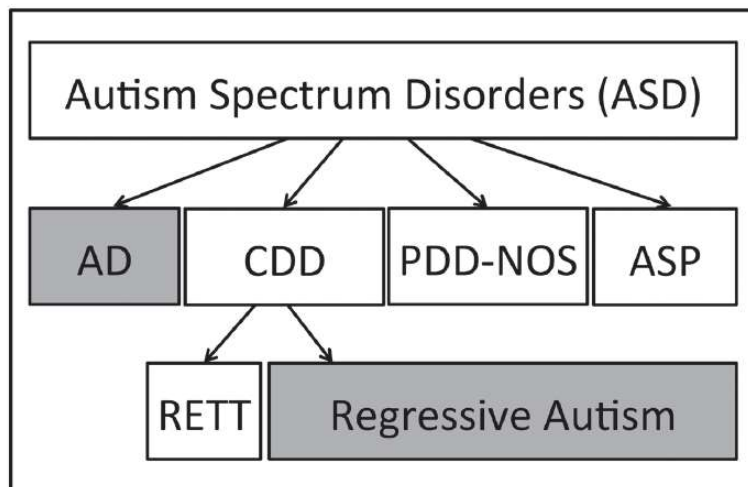 Autism Spectrum Disorders (ASD)
AD CDD PDD-NOS ASP
RETT Regressive Autism